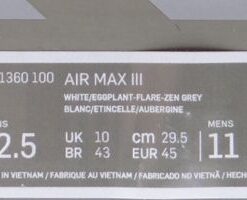 1360 100 AIR MAX III
WHITE/EGGPLANT-FLARE-ZEN GREY
BLANC/ETINCELLE/AUBERGINE
MENS
2.5 UK 10 cm 29.5 11
BR 43 EUR 45
IN VIETNAM / FABRIQUE AU VIETNAM / FABRICADO NO VIETNÃ / HECH